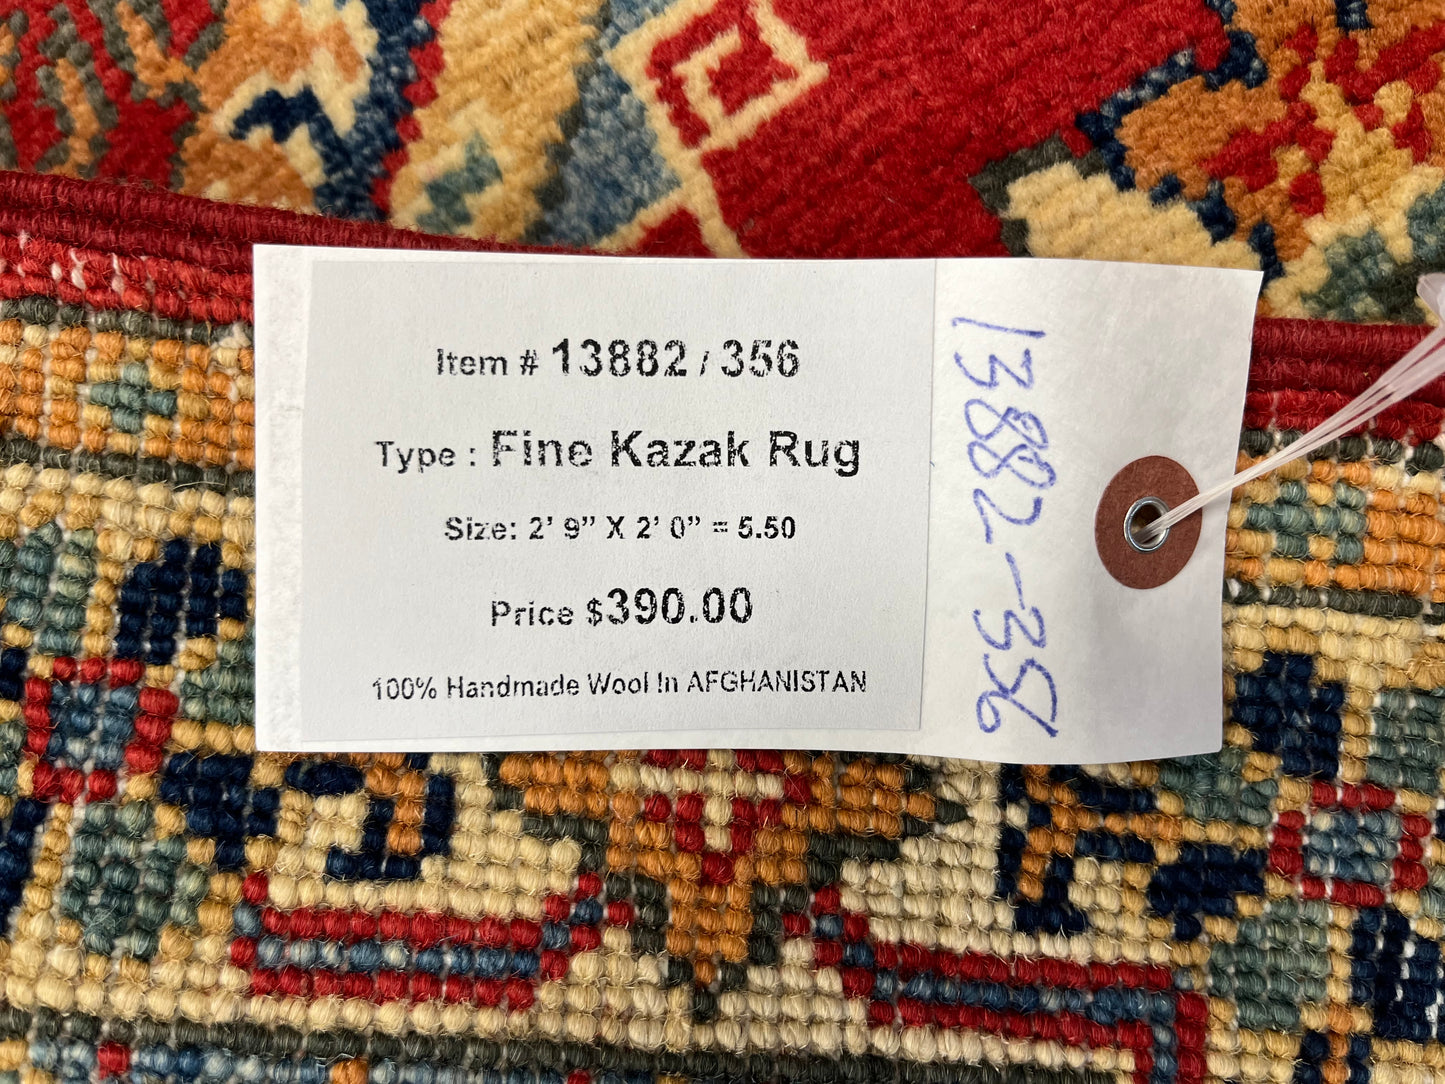 Item # 13882 / 356
Type : Fine Kazak Rug
Size: 2’ 9” X 2’ 0” = 5.50
Price $390.00
100% Handmade Wool In AFGHANISTAN
13882-356